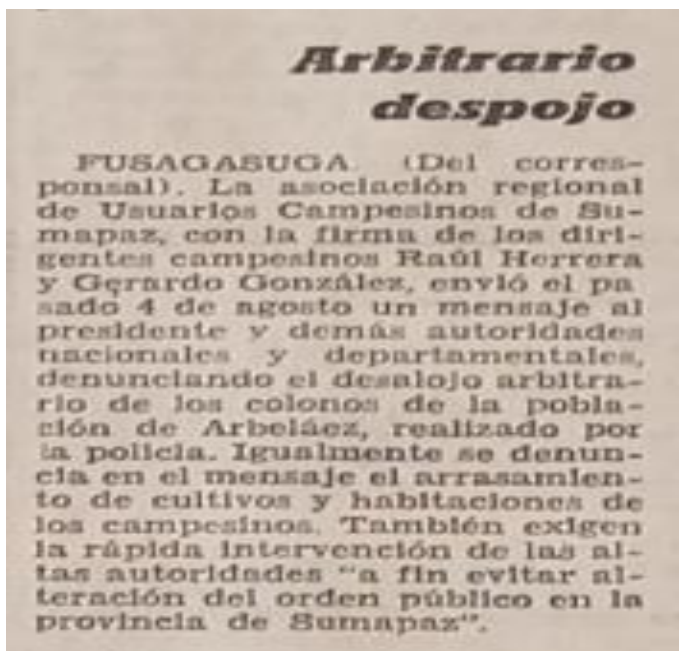 Arbitrario
despojo
FUSAGASUGA. (Del corres-
ponsal). La asociación regional
de Usuarios Campesinos de Su-
mapaz, con la firma de los diri-
gentes campesinos Raúl Herrera
y Gerardo González, envió el pa
sado 4 de agosto un mensaje al
presidente y demás autoridades
nacionales y departamentales,
denunciando el desalojo arbitra-
rio de los colonos de la pobla-
ción de Arbeláez, realizado por
la policía. Igualmente se denun-
cia en el mensaje el arrasamien-
to de cultivos y habitaciones de
los campesinos. También exigen
la rápida intervención de las al-
tas autoridades "a fin evitar al-
teración del orden público en la
provincia de Sumapaz".